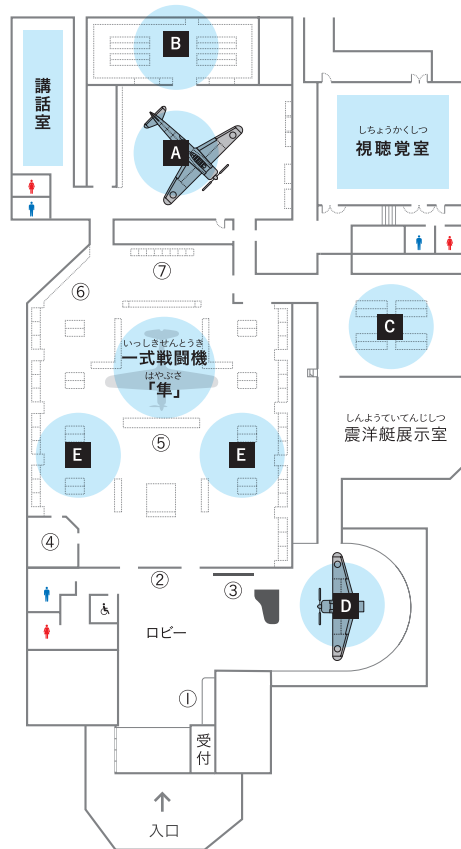 B
講話室
A
しちょうかくしつ
視聴覚室
⑦
⑥
C
いっしきせんとうき
一式戦闘機
はやぶさ
「隼」
しんようていてんじしつ
震洋艇展示室
⑤
E
E
④
②
③
D
ロビー
①
受付
入口